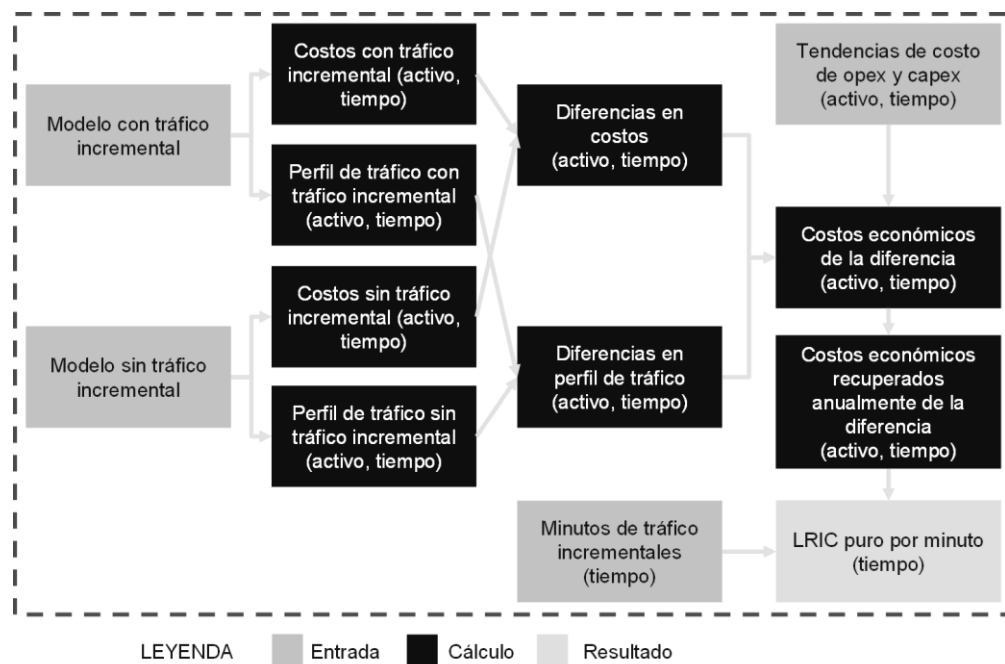 Modelo con tráfico
incremental
Modelo sin tráfico
incremental
Costos con tráfico
incremental (activo,
tiempo)
Perfil de tráfico con
tráfico incremental
(activo, tiempo)
Costos sin tráfico
incremental (activo,
tiempo)
Perfil de tráfico sin
tráfico incremental
(activo, tiempo)
Diferencias en
costos
(activo, tiempo)
Diferencias en
perfil de tráfico
(activo, tiempo)
Minutos de tráfico
incrementales
(tiempo)
Tendencias de costo
de opex y capex
(activo, tiempo)
Costos económicos
de la diferencia
(activo, tiempo)
Costos económicos
recuperados
anualmente de la
diferencia
(activo, tiempo)
LRIC puro por minuto
(tiempo)
LEYENDA
Entrada
Cálculo
Resultado